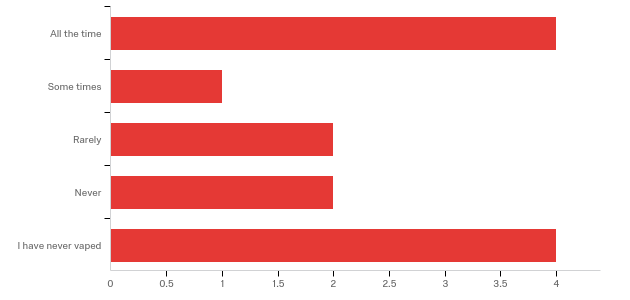 All the time
Some times
Rarely
Never
I have never vaped
0 0.5 1 1.5 2 2.5 3 3.5 4